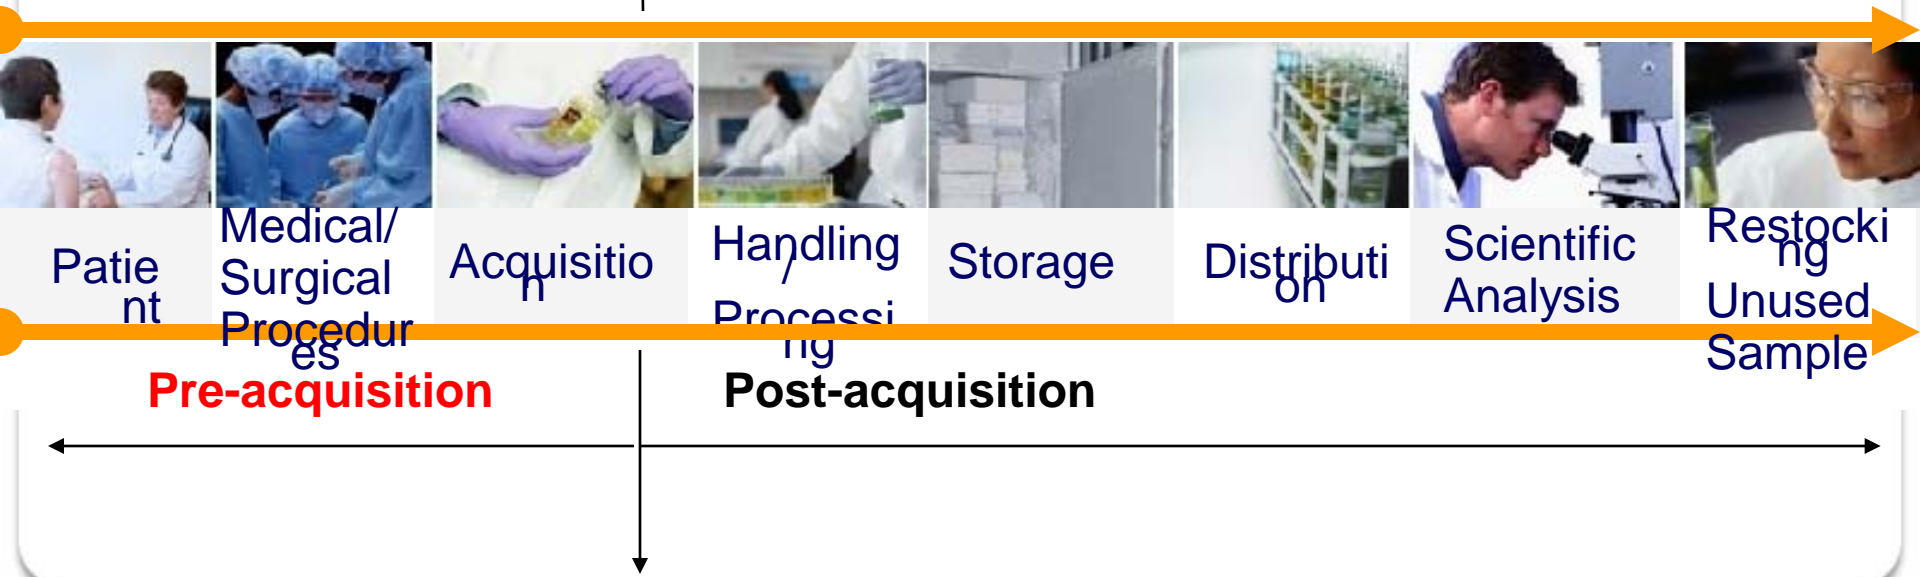 Patie
nt
Medical/
Surgical
Procedur
es
Acquisitio
n
Handling
/
Processi
ng
Storage
Distributi
on
Scientific
Analysis
Restocki
ng
Unused
Sample
Pre-acquisition
Post-acquisition